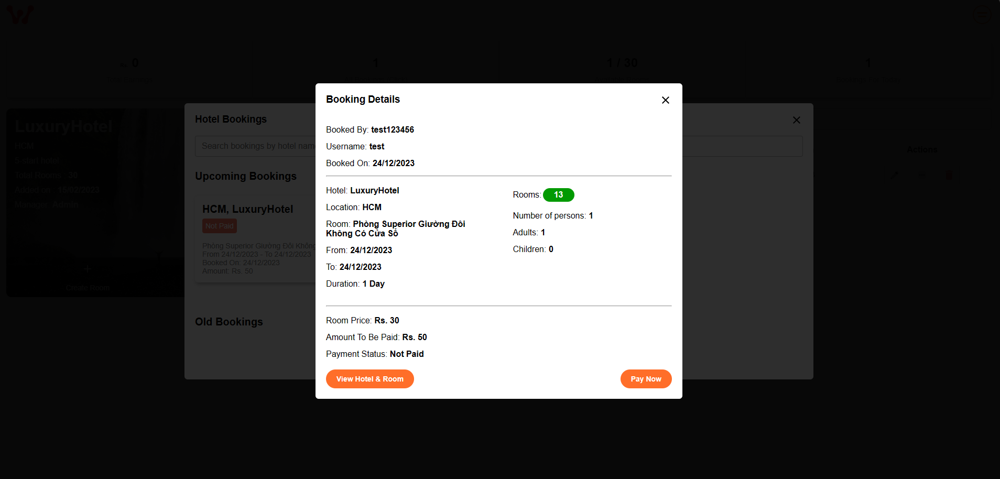 Rs. 0
1
1 / 30
1
Booking Details
Booked By: test123456
Username: test
Booked On: 24/12/2023
Hotel: LuxuryHotel
Location: HCM
Room: Phòng Superior Giường Đôi
Không Có Cửa Sổ
From: 24/12/2023
To: 24/12/2023
Duration: 1 Day
Rooms: 13
Number of persons: 1
Adults: 1
Children: 0
Room Price: Rs. 30
Amount To Be Paid: Rs. 50
Payment Status: Not Paid
View Hotel & Room
Pay Now
Hotel Bookings
Search bookings by hotel name
Upcoming Bookings
HCM, LuxuryHotel
Not Paid
Phòng Superior Giường Đôi Không
From 24/12/2023 - To 24/12/2023
Booked On: 24/12/2023
Amount: Rs. 50
Old Bookings
LuxuryHotel
HCM
5-start hotel
Total Rooms : 30
Added on : 15/02/2023
Manager: Admin
+
Create Room
Actions